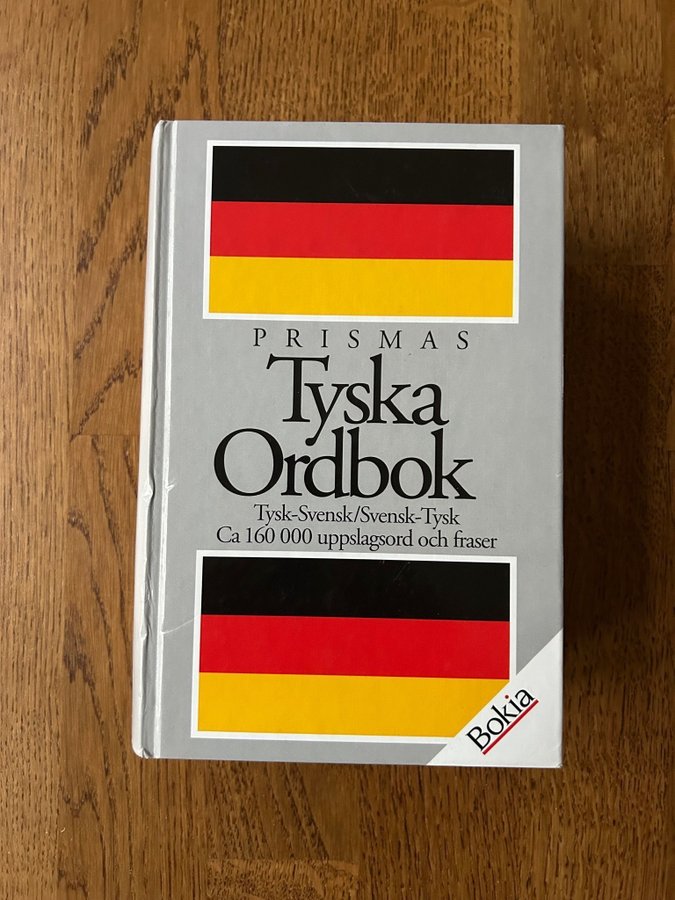 PRISMAS
Tyska
Ordbok
Tysk-Svensk/Svensk-Tysk
Ca 160 000 uppslagsord och fraser
Bokia